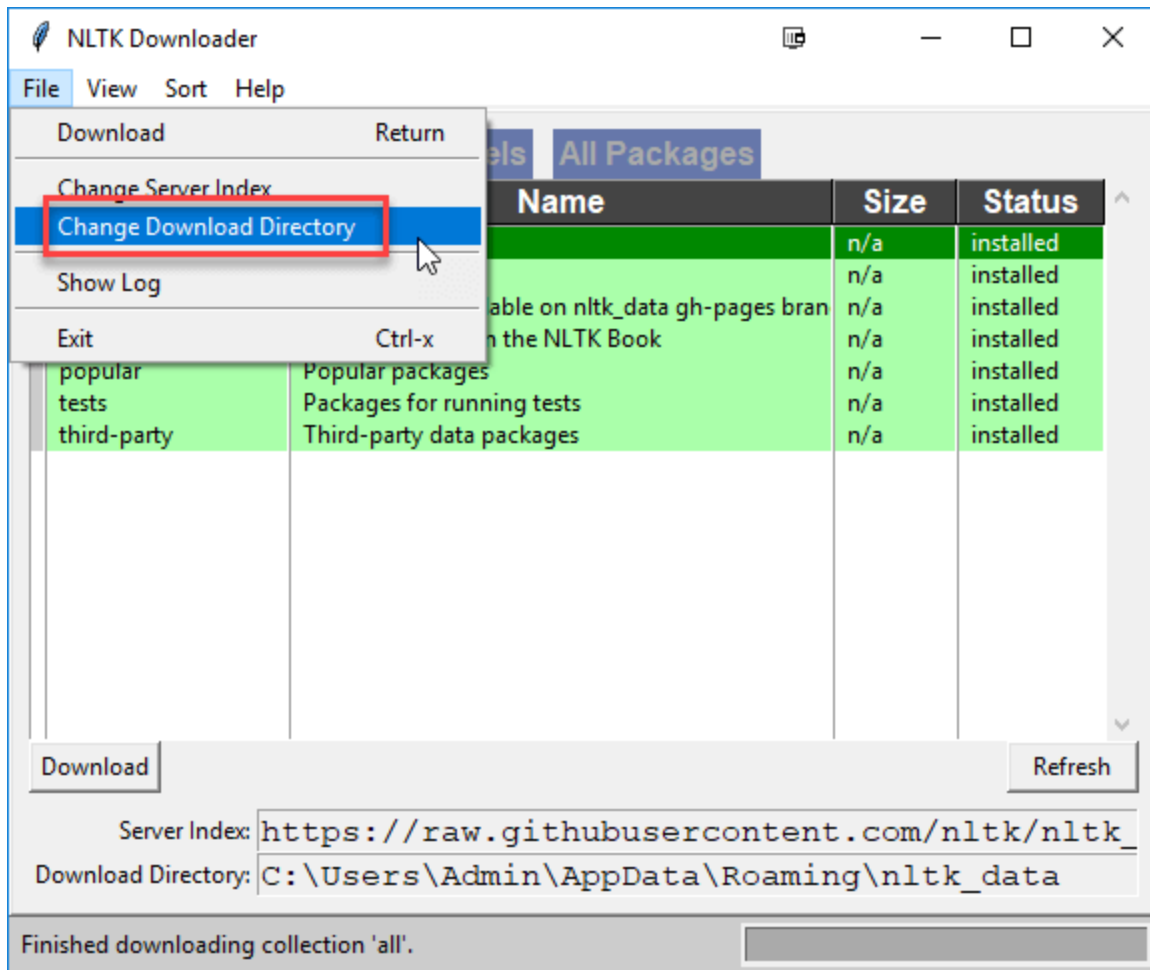 NLTK Downloader
File View Sort Help
Download Return
Change Server Index
Change Download Directory
Show Log
Exit Ctrl-x
All Packages
Name Size Status
n/a installed
n/a installed
on nltk_data gh-pages n/a installed
the NLTK Book n/a installed
popular Popular packages n/a installed
tests Packages for running tests n/a installed
third-party Third-party data packages n/a installed
Download Refresh
Server Index: https://raw.githubusercontent.com/nltk/nltk_
Download Directory: C:\Users\Admin\AppData\Roaming\nltk_data
Finished downloading collection 'all'.